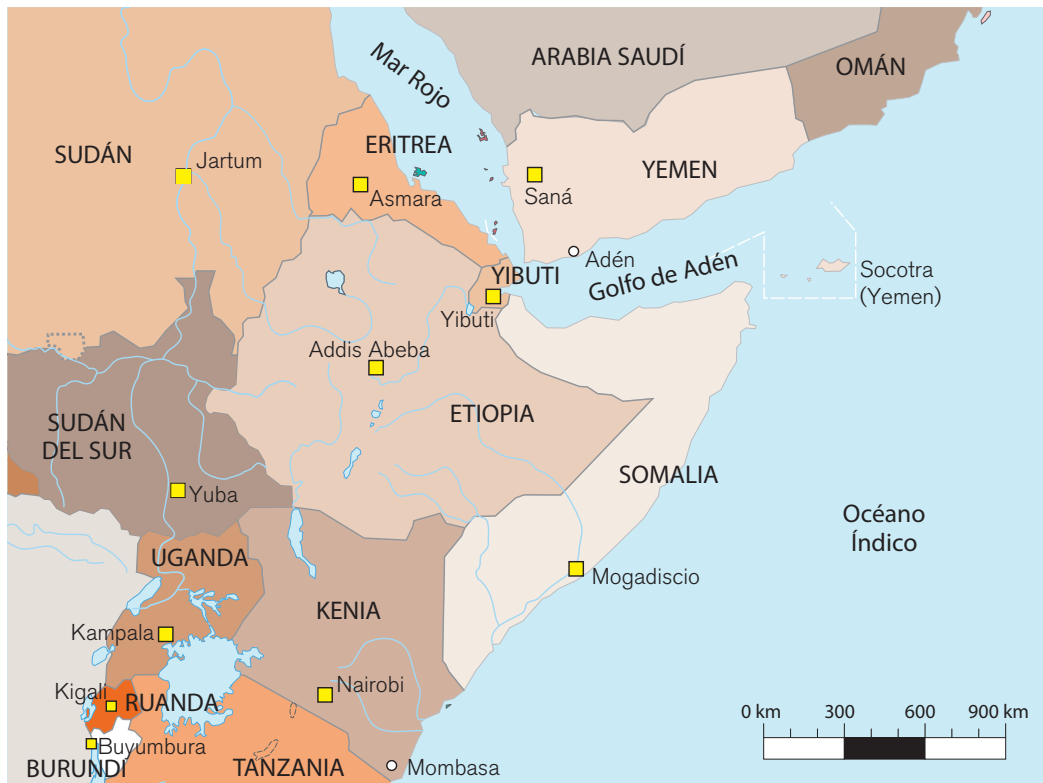 ARABIA SAUDÍ
OMÁN
Mar Rojo
ERITREA
SUDÁN
Jartum
YEMEN
Asmara
Saná
Adén
YIBUTI
Golfo de Adén
Socotra
(Yemen)
Yibuti
Addis Abeba
ETIOPIA
SUDÁN
DEL SUR
SOMALIA
Yuba
Océano
Índico
UGANDA
Mogadiscio
KENIA
Kampala
Kigali
RUANDA
Nairobi
0 km 300 600 900 km
Buyumbura
BURUNDI
TANZANIA
Mombasa